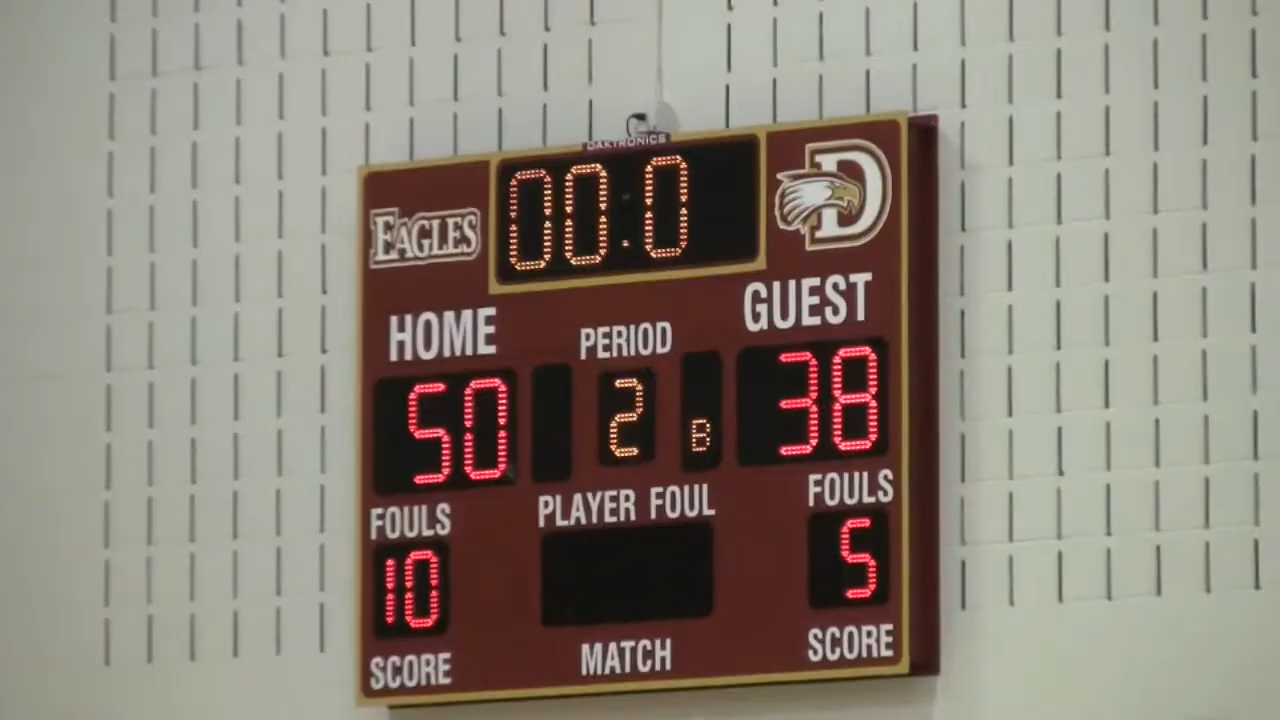 DAKTRONICS
EAGLES
00:0
D
HOME
PERIOD
GUEST
50
2
B
38
FOULS
PLAYER FOUL
FOULS
10
5
SCORE
MATCH
SCORE